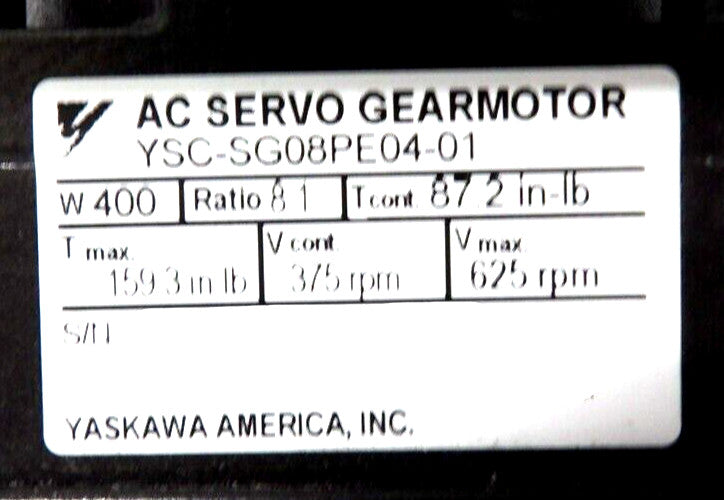 AC SERVO GEARMOTOR
YSC-SG08PE04-01
W 400 Ratio 8 1 Tcont. 87.2 in-lb
T max. V cont. V max.
159.3 in lb 375 rpm 625 rpm
S/N
YASKAWA AMERICA, INC.